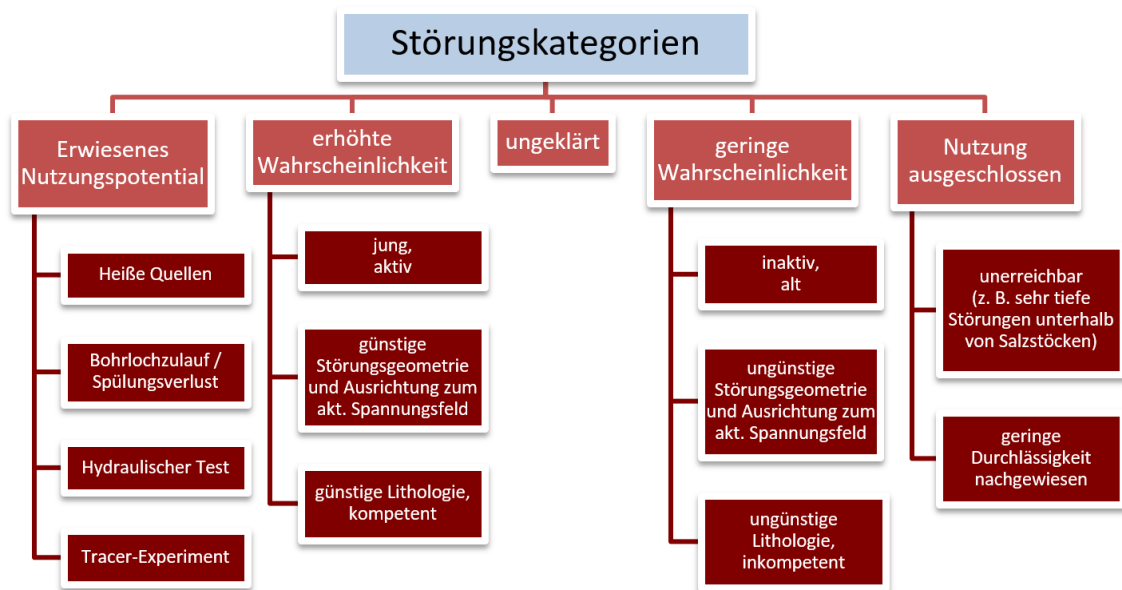 Störungskategorien
Erwiesenes
Nutzungspotential
Heiße Quellen
Bohrlochzulauf /
Spülungsverlust
Hydraulischer Test
Tracer-Experiment
erhöhte
Wahrscheinlichkeit
jung,
aktiv
günstige
Störungsgeometrie
und Ausrichtung zum
akt. Spannungsfeld
günstige Lithologie,
kompetent
ungeklärt
geringe
Wahrscheinlichkeit
inaktiv,
alt
ungünstige
Störungsgeometrie
und Ausrichtung zum
akt. Spannungsfeld
ungünstige
Lithologie,
inkompetent
Nutzung
ausgeschlossen
unerreichbar
(z. B. sehr tiefe
Störungen unterhalb
von Salzstöcken)
geringe
Durchlässigkeit
nachgewiesen